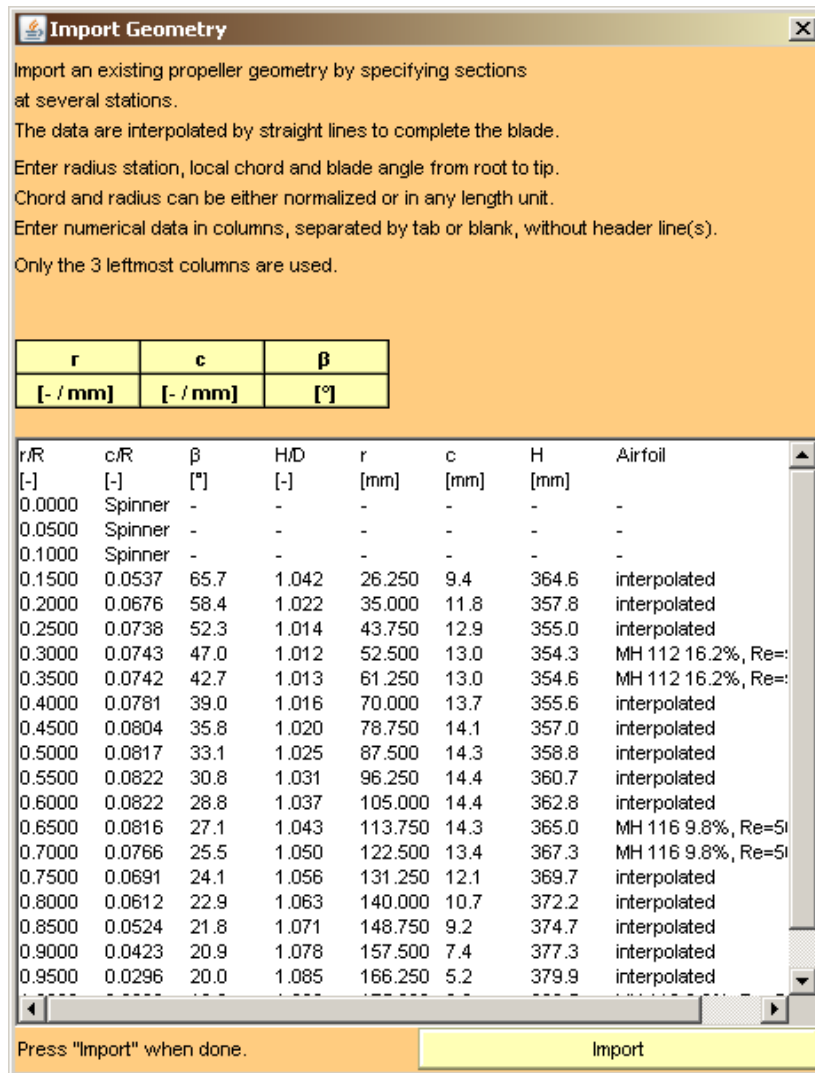 Import Geometry
Import an existing propeller geometry by specifying sections
at several stations.
The data are interpolated by straight lines to complete the blade.
Enter radius station, local chord and blade angle from root to tip.
Chord and radius can be either normalized or in any length unit.
Enter numerical data in columns, separated by tab or blank, without header line(s).
Only the 3 leftmost columns are used.
r c β
[- / mm] [- / mm] [°]
r/R c/R β H/D r c H Airfoil
[-] [-] [°] [-] [mm] [mm] [mm]
0.0000 Spinner - - - - - -
0.0500 Spinner - - - - - -
0.1000 Spinner - - - - - -
0.1500 0.0537 65.7 1.042 26.250 9.4 364.6 interpolated
0.2000 0.0676 58.4 1.022 35.000 11.8 357.8 interpolated
0.2500 0.0738 52.3 1.014 43.750 12.9 355.0 interpolated
0.3000 0.0743 47.0 1.012 52.500 13.0 354.3 MH 112 16.2%, Re=
0.3500 0.0742 42.7 1.013 61.250 13.0 354.6 MH 112 16.2%, Re=
0.4000 0.0781 39.0 1.016 70.000 13.7 355.6 interpolated
0.4500 0.0804 35.8 1.020 78.750 14.1 357.0 interpolated
0.5000 0.0817 33.1 1.025 87.500 14.3 358.8 interpolated
0.5500 0.0822 30.8 1.031 96.250 14.4 360.7 interpolated
0.6000 0.0822 28.8 1.037 105.000 14.4 362.8 interpolated
0.6500 0.0816 27.1 1.043 113.750 14.3 365.0 MH 116 9.8%, Re=5
0.7000 0.0766 25.5 1.050 122.500 13.4 367.3 MH 116 9.8%, Re=5
0.7500 0.0691 24.1 1.056 131.250 12.1 369.7 interpolated
0.8000 0.0612 22.9 1.063 140.000 10.7 372.2 interpolated
0.8500 0.0524 21.8 1.071 148.750 9.2 374.7 interpolated
0.9000 0.0423 20.9 1.078 157.500 7.4 377.3 interpolated
0.9500 0.0296 20.0 1.085 166.250 5.2 379.9 interpolated
Press "Import" when done. Import